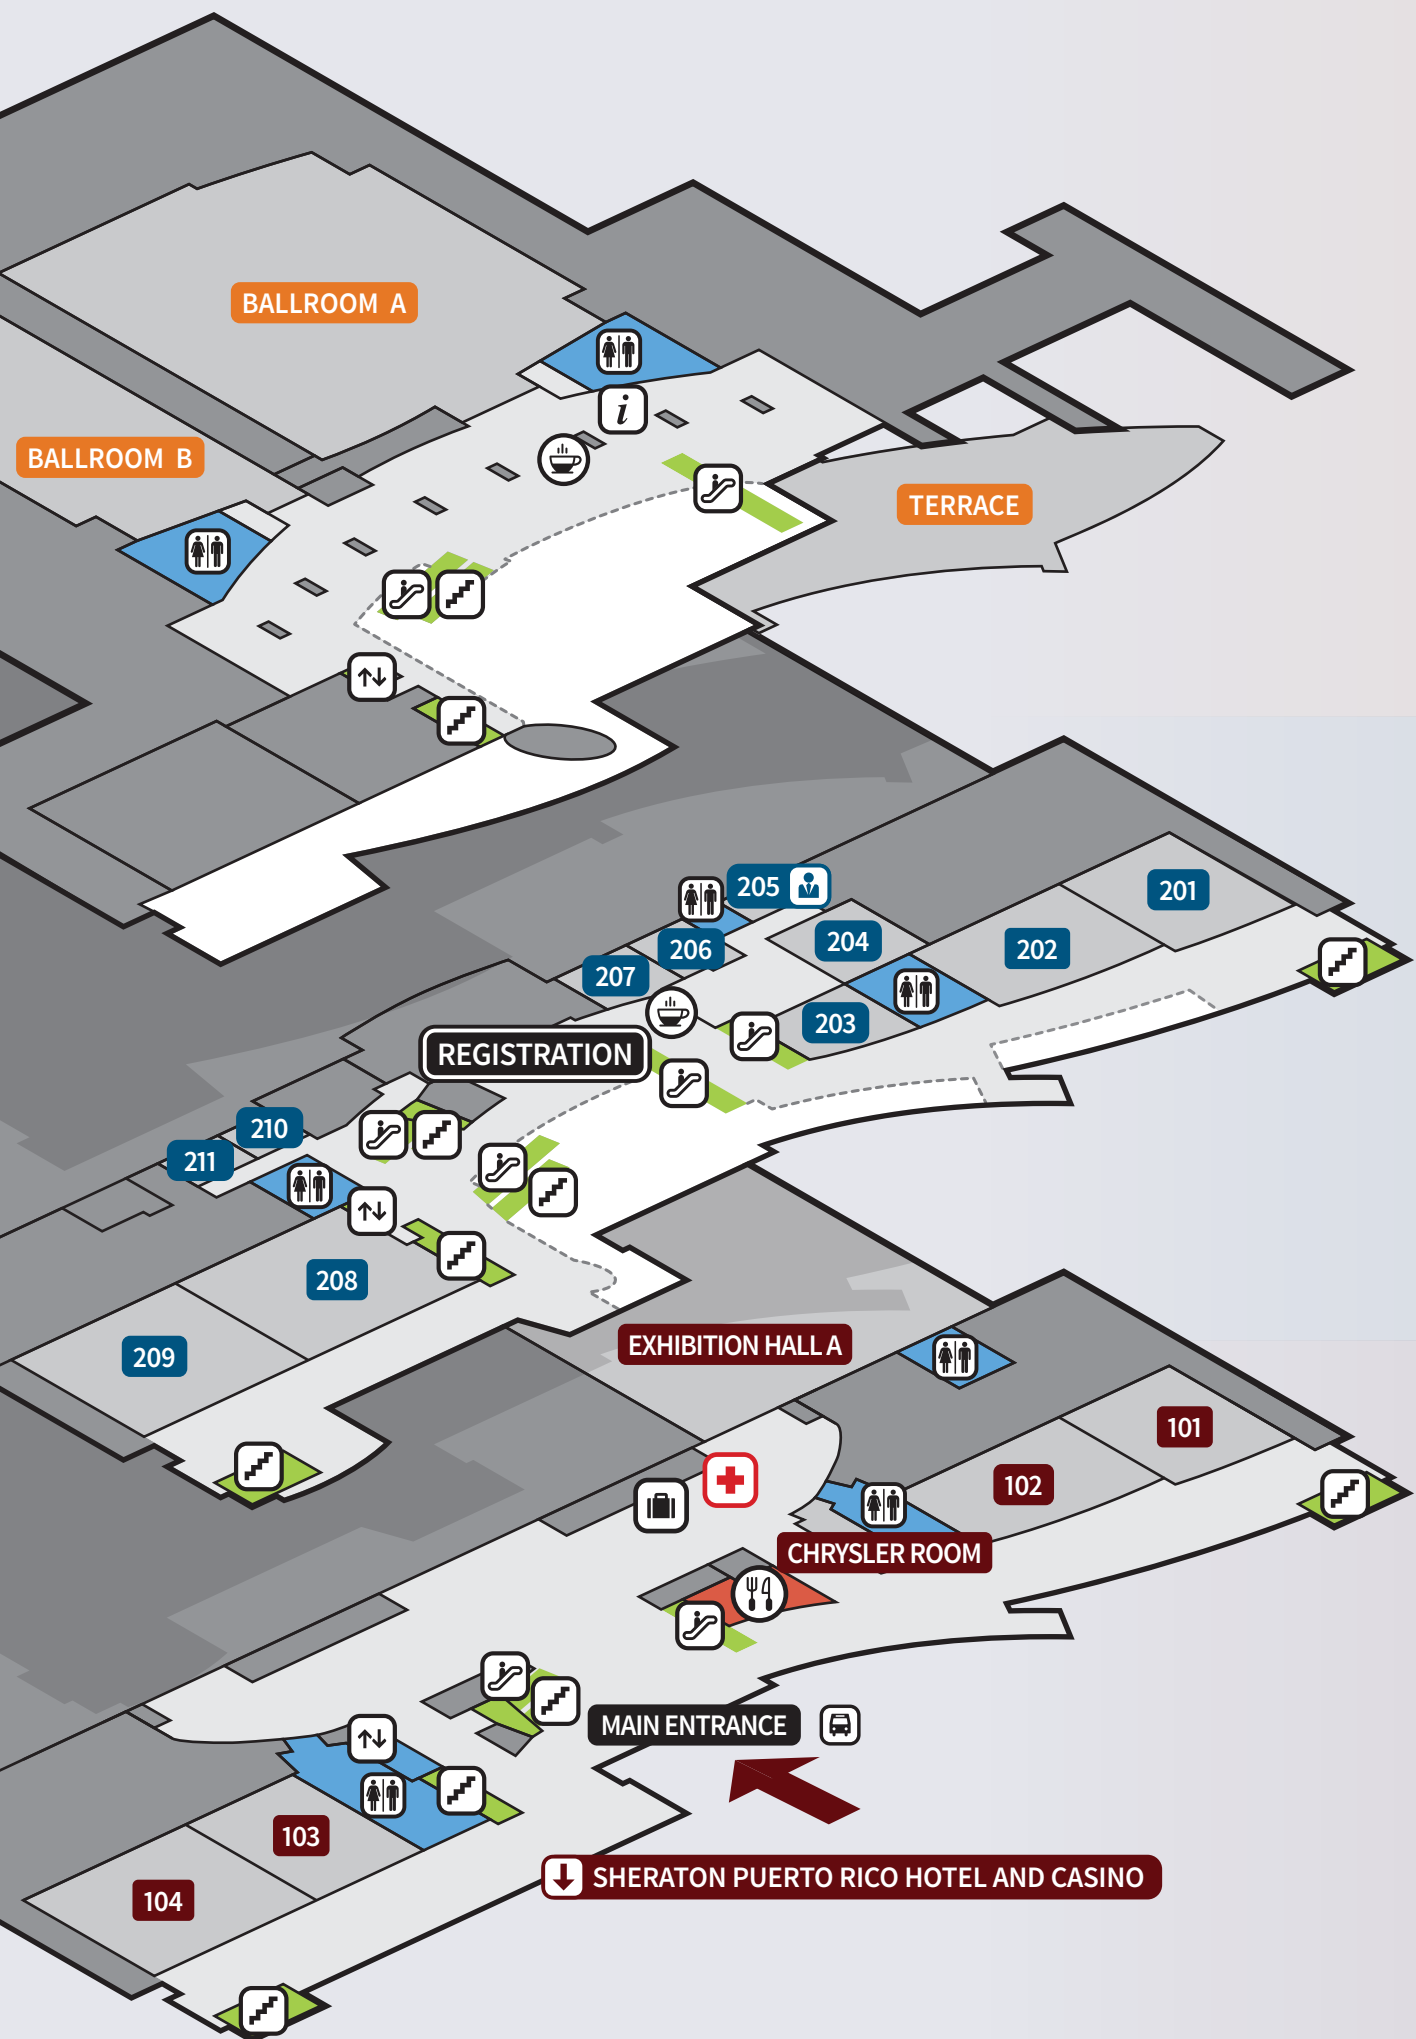 BALLROOM A
BALLROOM B
i
TERRACE
205
201
206
204
202
207
203
REGISTRATION
210
211
208
209
EXHIBITION HALL A
101
102
CHRYSLER ROOM
MAIN ENTRANCE
103
104
SHERATON PUERTO RICO HOTEL AND CASINO